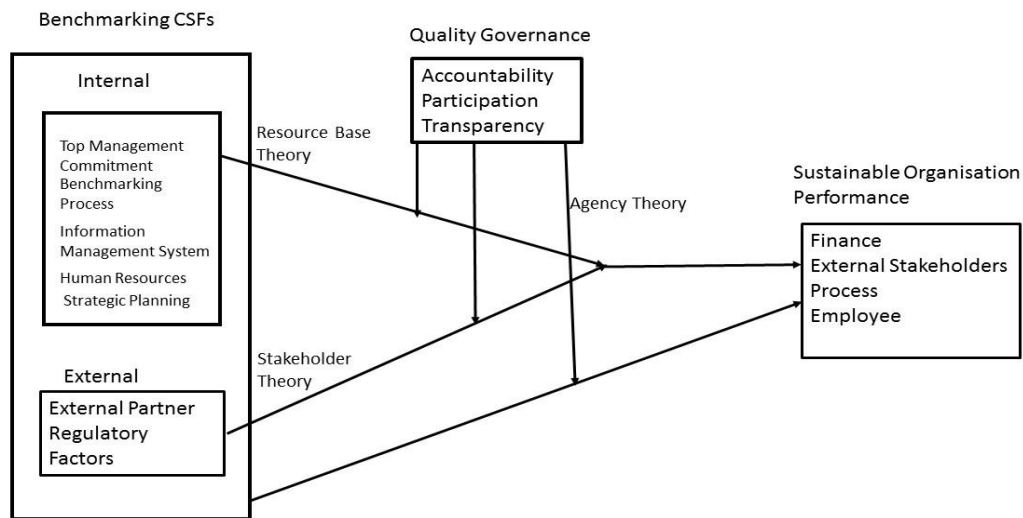 Benchmarking CSFs
Internal
Top Management
Commitment
Benchmarking
Process
Information
Management System
Human Resources
Strategic Planning
External
External Partner
Regulatory
Factors
Resource Base
Theory
Stakeholder
Theory
Quality Governance
Accountability
Participation
Transparency
Agency Theory
Sustainable Organisation
Performance
Finance
External Stakeholders
Process
Employee